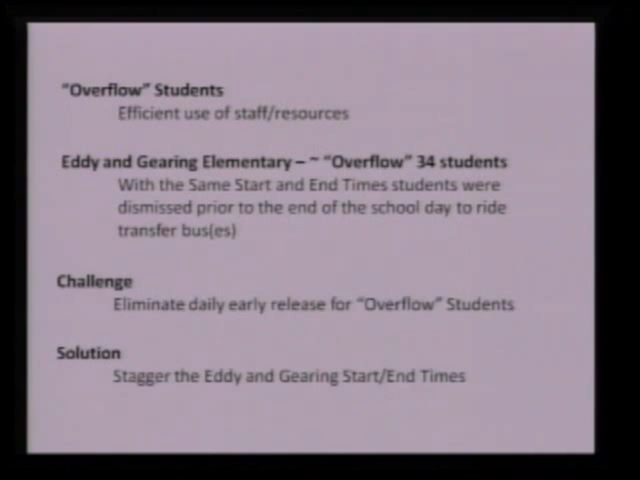 “Overflow” Students
Efficient use of staff/resources
Eddy and Gearing Elementary – ~ “Overflow” 34 students
With the Same Start and End Times students were
dismissed prior to the end of the school day to ride
transfer bus(es)
Challenge
Eliminate daily early release for “Overflow” Students
Solution
Stagger the Eddy and Gearing Start/End Times